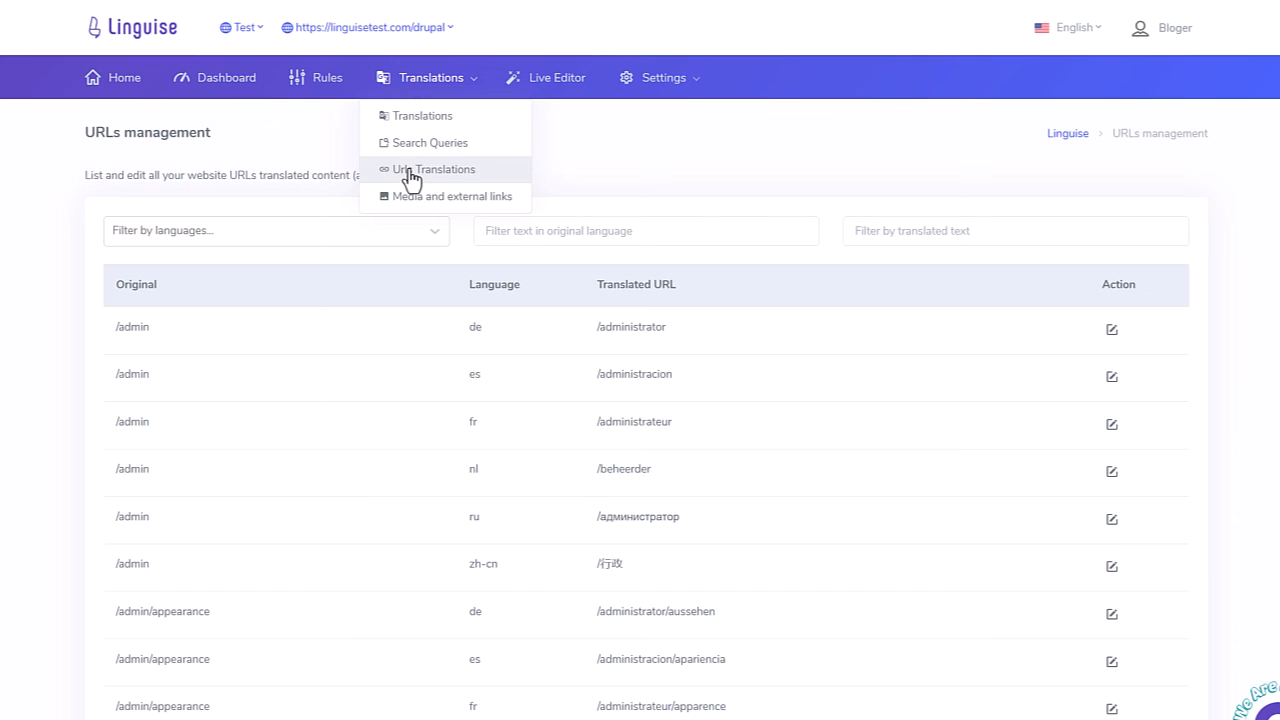 Linguise Test https://linguisetest.com/drupal English Bloger
Home Dashboard Rules Translations Live Editor Settings
Translations
Search Queries
Translations
Media and external links
URLs management
Linguise > URLs management
List and edit all your website URLs translated content
Filter by languages... Filter text in original language Filter by translated text
Original Language Translated URL Action
/admin de /administrator
/admin es /administracion
/admin fr /administrateur
/admin nl /beheerder
/admin ru /администратор
/admin zh-cn /行政
/admin/appearance de /administrator/aussehen
/admin/appearance es /administracion/apariencia
/admin/appearance fr /administrateur/apparence
We Are